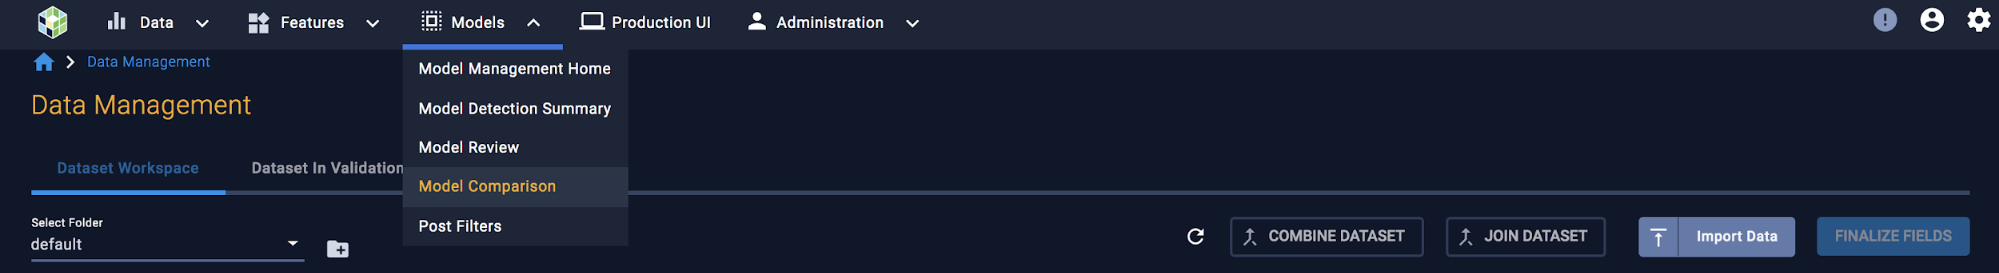 Data Features Models Production UI Administration
Data Management
Model Management Home
Data Management
Model Detection Summary
Model Review
Dataset Workspace Dataset In Validation
Model Comparison
Select Folder
Post Filters
default
COMBINE DATASET JOIN DATASET Import Data FINALIZE FIELDS